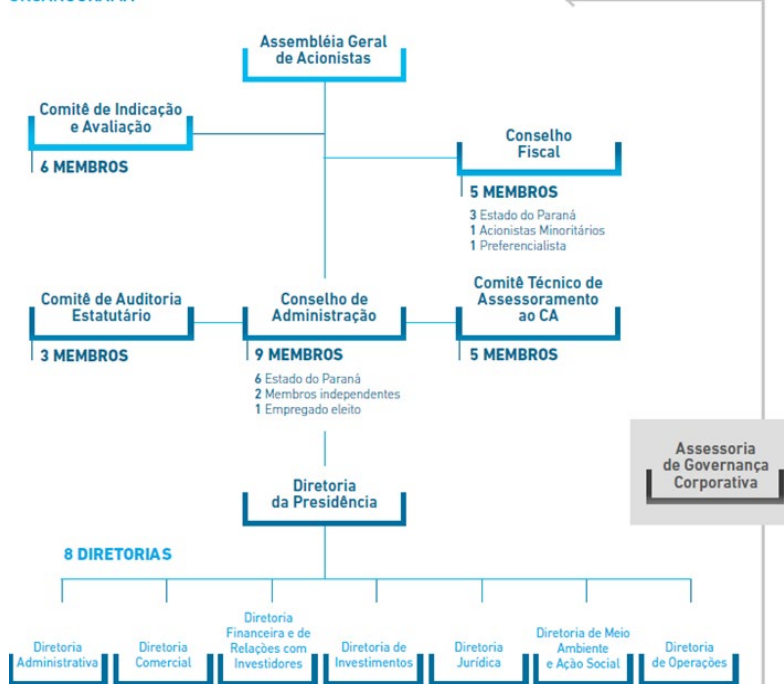 Assembléia Geral
de Acionistas
Comitê de Indicação
e Avaliação
6 MEMBROS
Conselho
Fiscal
5 MEMBROS
3 Estado do Paraná
1 Acionistas Minoritários
1 Preferencialista
Comitê de Auditoria
Estatutário
3 MEMBROS
Conselho de
Administração
9 MEMBROS
6 Estado do Paraná
2 Membros independentes
1 Empregado eleito
Comitê Técnico de
Assessoramento
ao CA
5 MEMBROS
Assessoria
de Governança
Corporativa
Diretoria
da Presidência
8 DIRETORIAS
Diretoria
Administrativa
Diretoria
Comercial
Diretoria
Financeira e de
Relações com
Investidores
Diretoria de
Investimentos
Diretoria
Jurídica
Diretoria de Meio
Ambiente
e Ação Social
Diretoria
de Operações